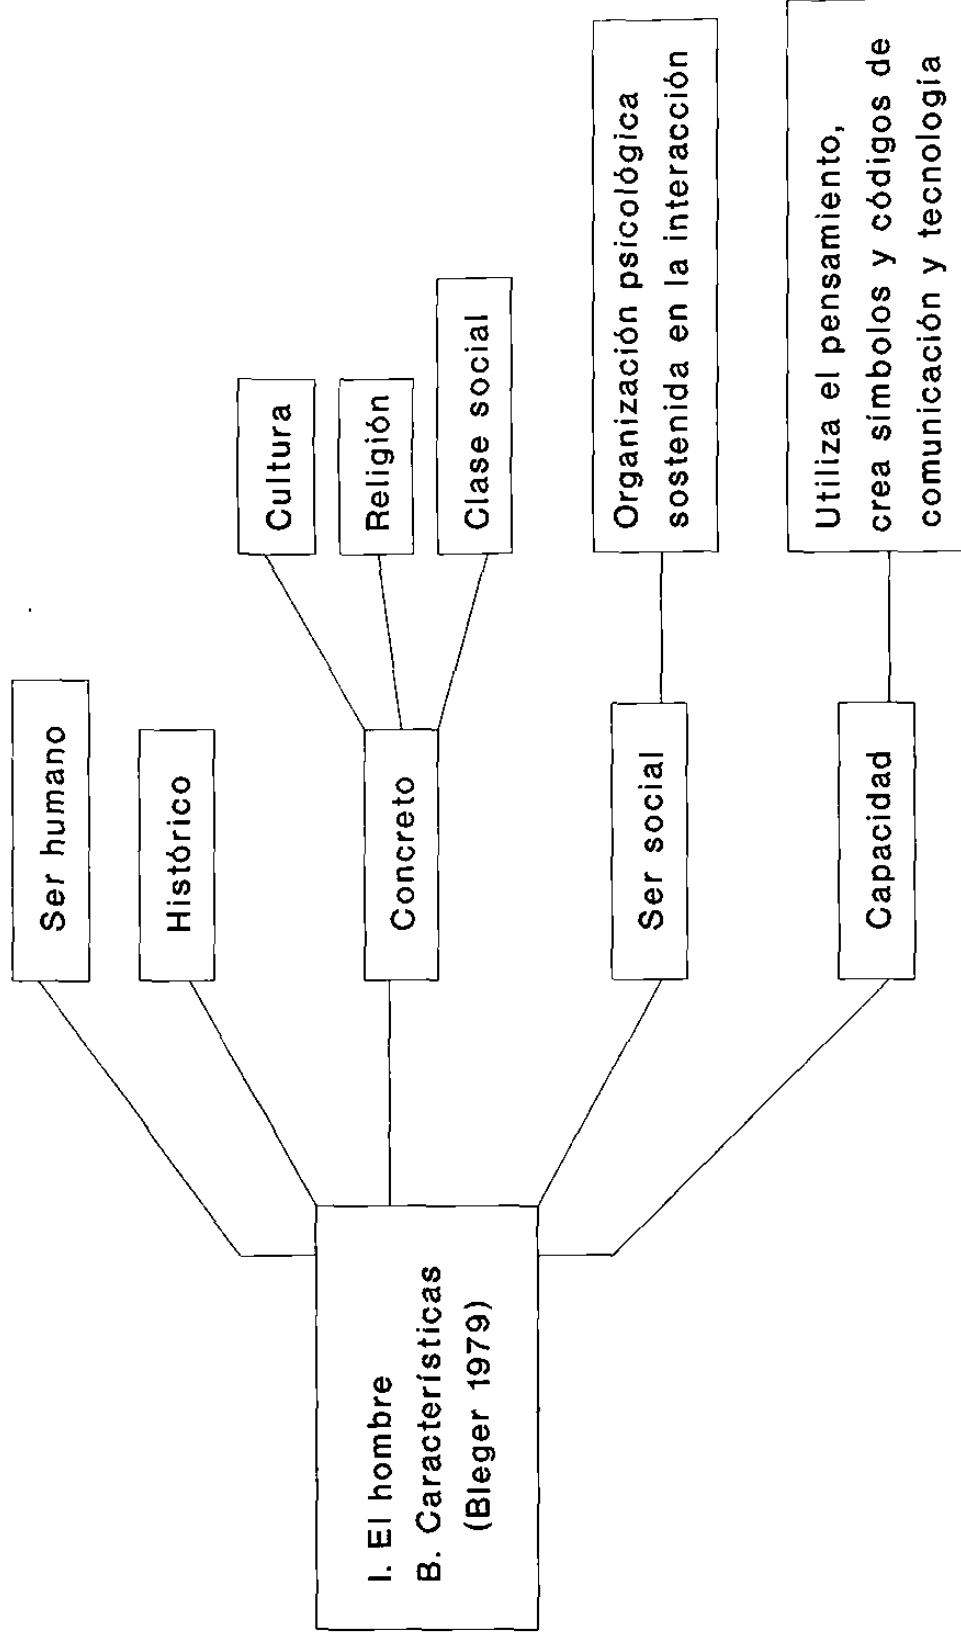 I. El hombre
B. Características
(Bleger 1979)
Ser humano
Histórico
Concreto
Cultura
Religión
Clase social
Ser social
Organización psicológica
sostenida en la interacción
Capacidad
Utiliza el pensamiento,
crea símbolos y códigos de
comunicación y tecnología